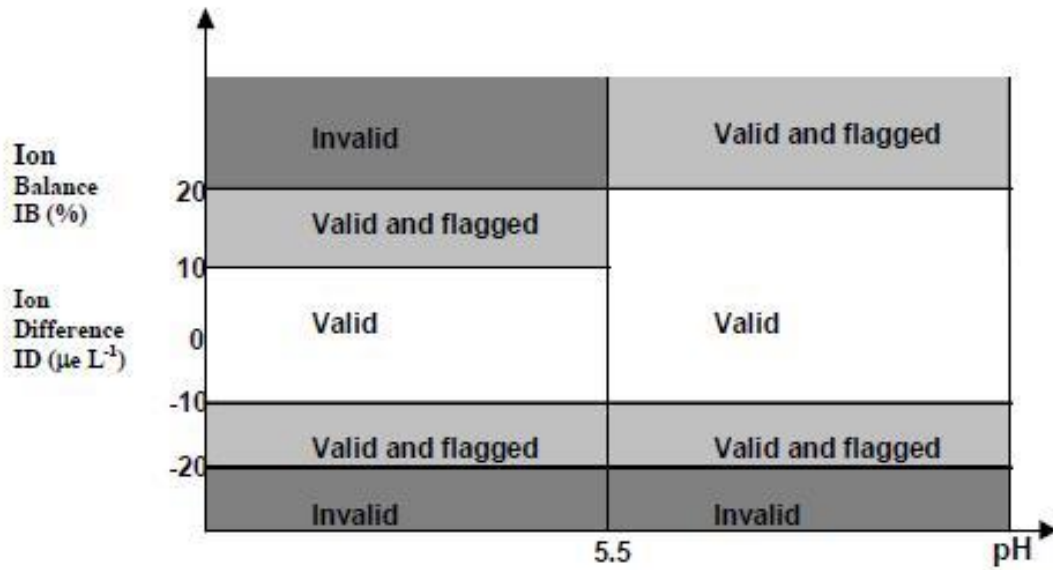 Invalid
Valid and flagged
Ion
Balance
IB (%)
20
Valid and flagged
10
Ion
Difference
ID (µe L⁻¹)
Valid
Valid
0
-10
Valid and flagged
Valid and flagged
-20
Invalid
Invalid
5.5
pH